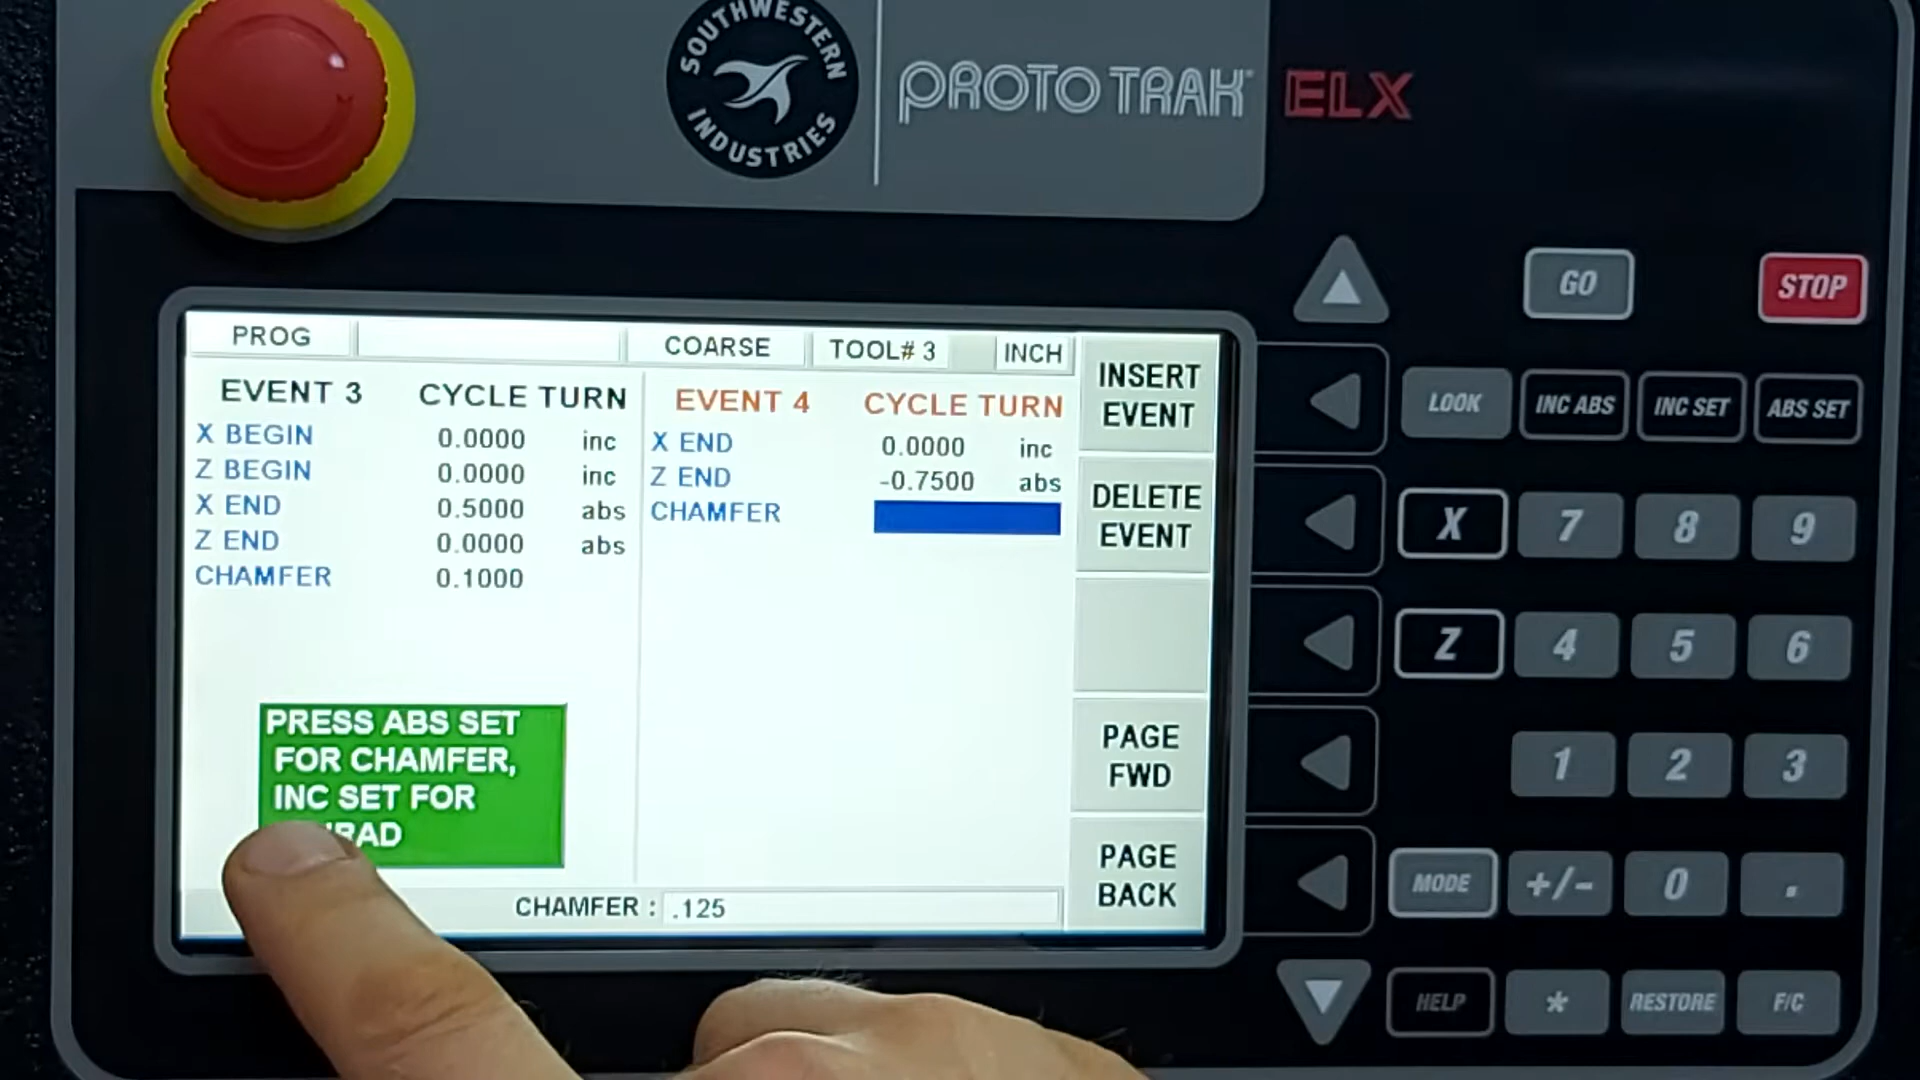 SOUTHWESTERN
INDUSTRIES
PROTO TRAK ELX
GO
STOP
PROG
COARSE
TOOL# 3
INCH
INSERT
EVENT
LOOK
INC ABS
INC SET
ABS SET
EVENT 3 CYCLE TURN
X BEGIN 0.0000 inc
Z BEGIN 0.0000 inc
X END 0.5000 abs
Z END 0.0000 abs
CHAMFER 0.1000
EVENT 4 CYCLE TURN
X END 0.0000 inc
Z END -0.7500 abs
CHAMFER
DELETE
EVENT
X 7 8 9
Z 4 5 6
PRESS ABS SET
FOR CHAMFER,
INC SET FOR
PAGE
FWD
1 2 3
PAGE
BACK
CHAMFER : .125
MODE +/- 0 .
HELP * RESTORE F/C